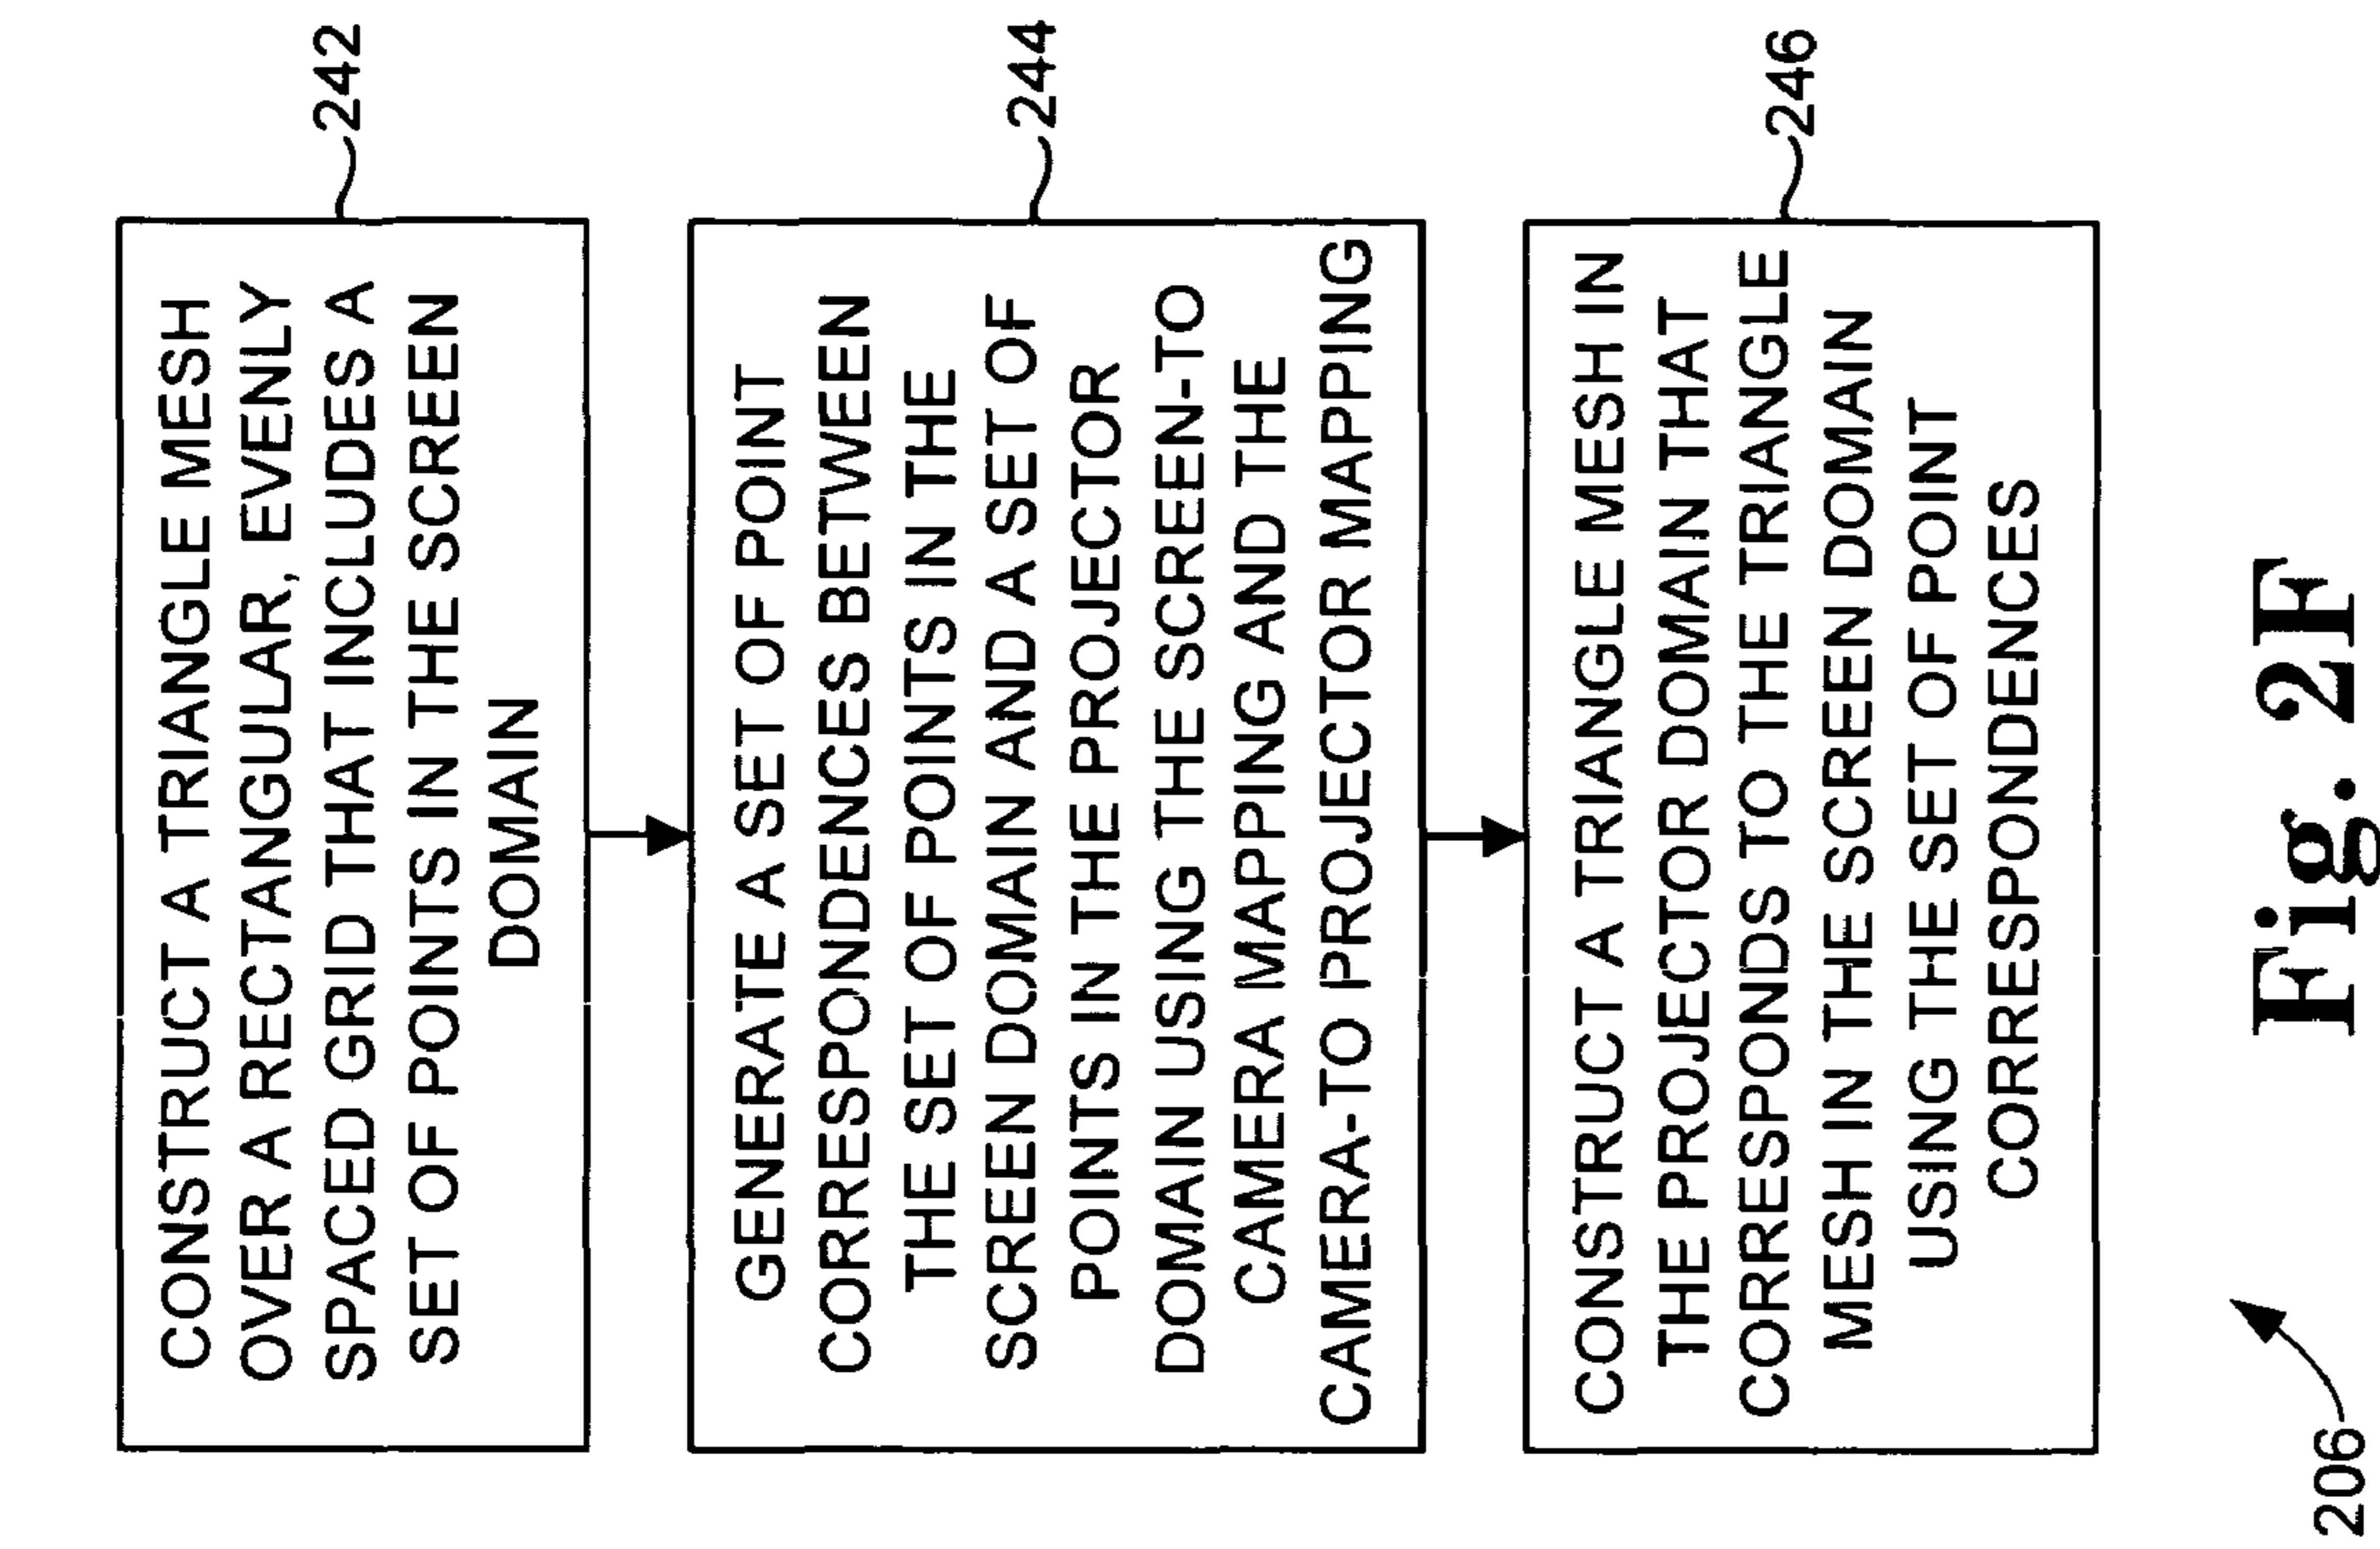 CONSTRUCT A TRIANGLE MESH
OVER A RECTANGULAR, EVENLY
SPACED GRID THAT INCLUDES A
SET OF POINTS IN THE SCREEN
DOMAIN
242
GENERATE A SET OF POINT
CORRESPONDENCES BETWEEN
THE SET OF POINTS IN THE
SCREEN DOMAIN AND A SET OF
POINTS IN THE PROJECTOR
DOMAIN USING THE SCREEN-TO
CAMERA MAPPING AND THE
CAMERA-TO PROJECTOR MAPPING
244
CONSTRUCT A TRIANGLE MESH IN
THE PROJECTOR DOMAIN THAT
CORRESPONDS TO THE TRIANGLE
MESH IN THE SCREEN DOMAIN
USING THE SET OF POINT
CORRESPONDENCES
246
206
Fig. 2F